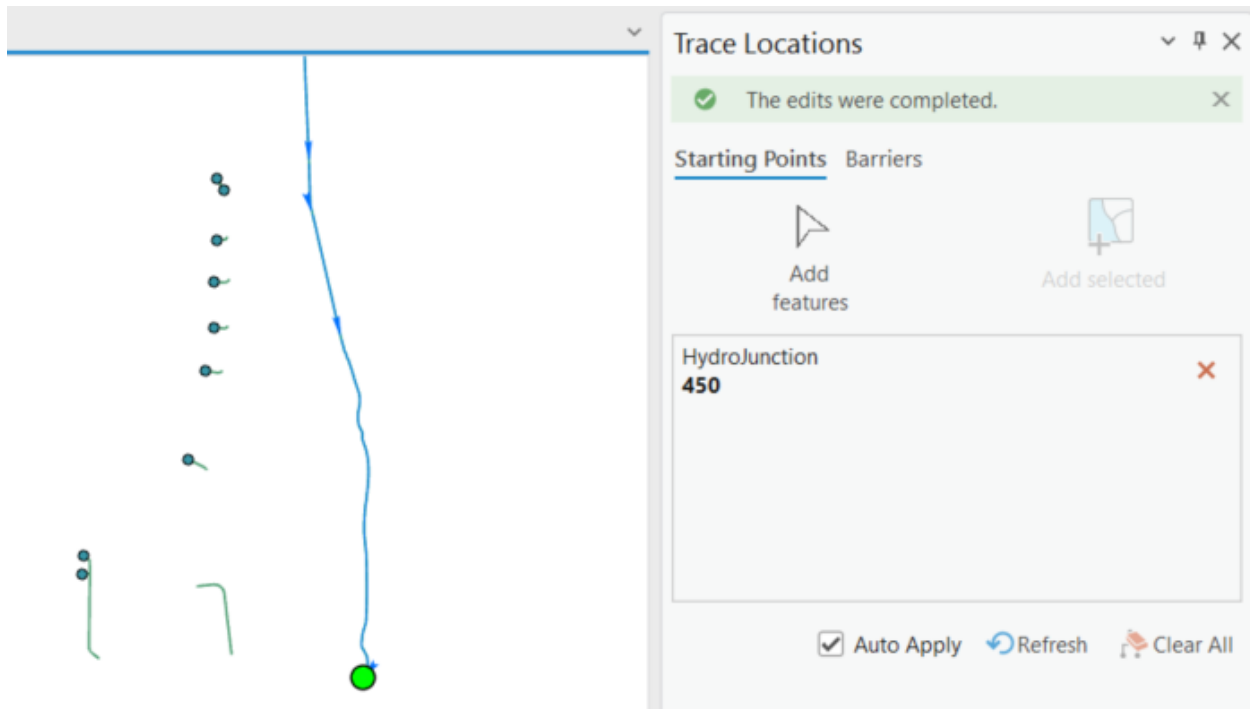 Trace Locations
The edits were completed.
Starting Points Barriers
Add
features
Add selected
HydroJunction
450
Auto Apply Refresh Clear All